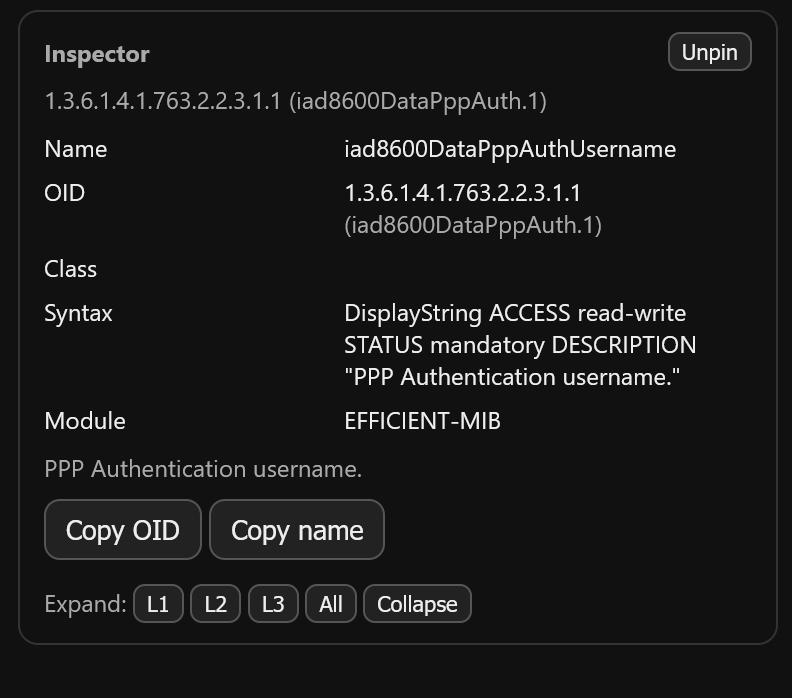 Inspector
Unpin
1.3.6.1.4.1.763.2.2.3.1.1 (iad8600DataPppAuth.1)
Name iad8600DataPppAuthUsername
OID 1.3.6.1.4.1.763.2.2.3.1.1
(iad8600DataPppAuth.1)
Class
Syntax DisplayString ACCESS read-write
STATUS mandatory DESCRIPTION
"PPP Authentication username."
Module EFFICIENT-MIB
PPP Authentication username.
Copy OID Copy name
Expand: L1 L2 L3 All Collapse